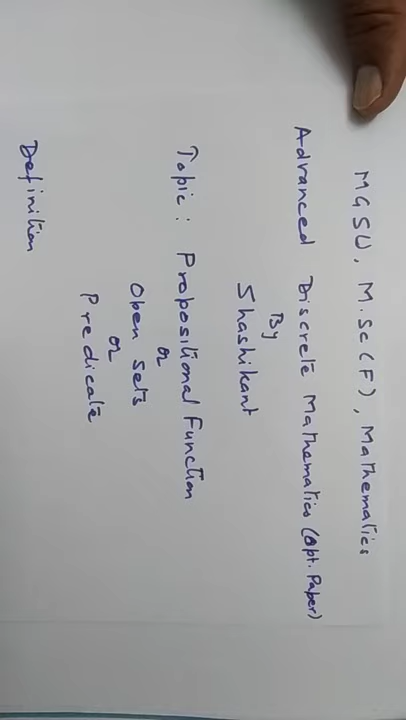 MGSU, M.Sc(F), Mathematics
Advanced Discrete Mathematics (Opt. Paper)
By
Shashikant
Topic: Propositional Function
or
Open Sets
or
Predicate
Definition